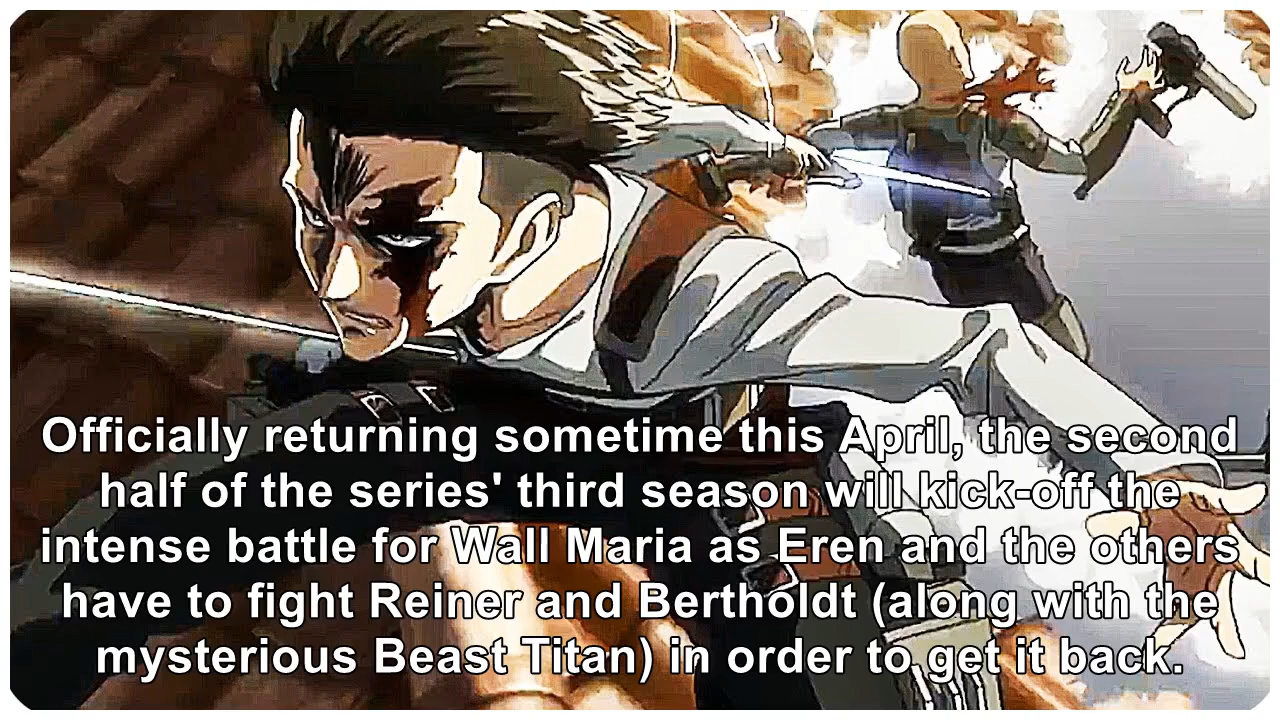 Officially returning sometime this April, the second
half of the series' third season will kick-off the
intense battle for Wall Maria as Eren and the others
have to fight Reiner and Bertholdt (along with the
mysterious Beast Titan) in order to get it back.